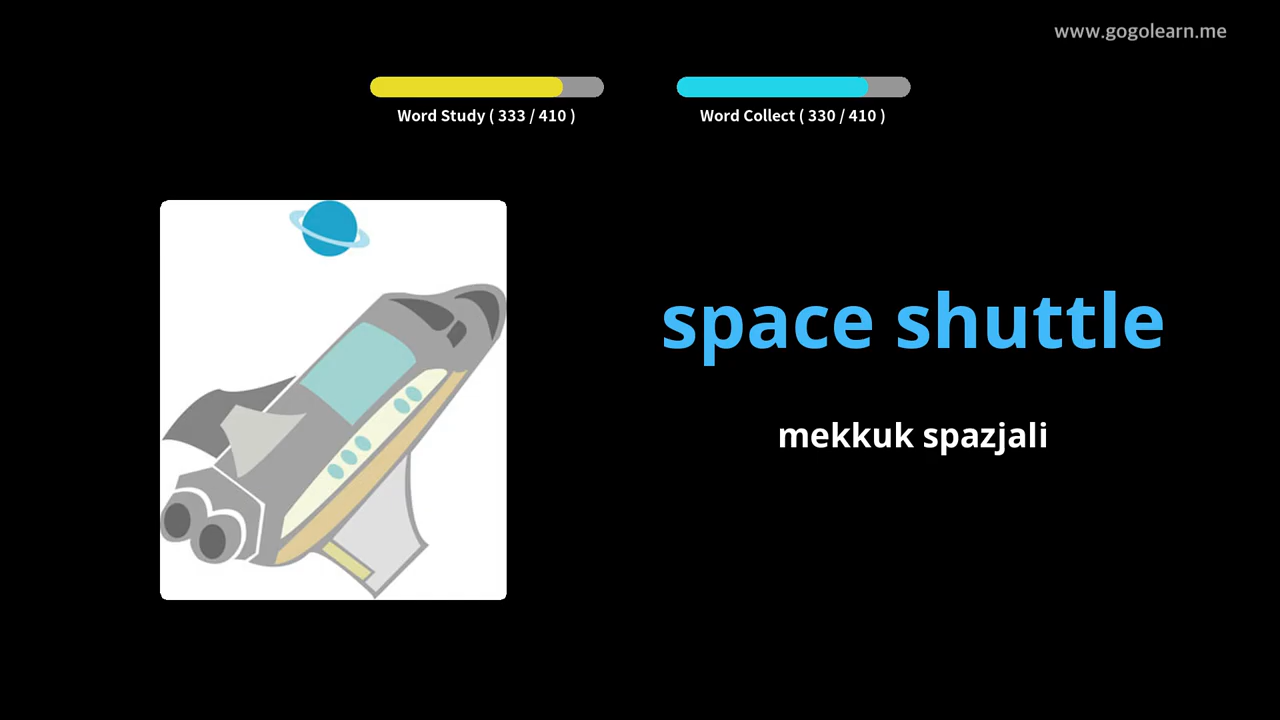 www.gogolearn.me
Word Study ( 333 / 410 )
Word Collect ( 330 / 410 )
space shuttle
mekkuk spazjali